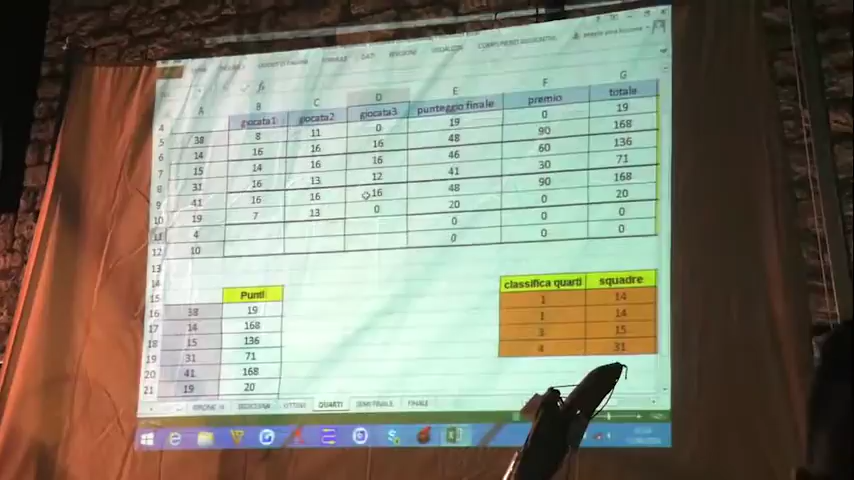 A B C D E F G
4 giocata1 giocata2 giocata3 punteggio finale premio totale
5 38 8 11 0 19 0 19
6 14 16 16 16 48 90 168
7 15 14 16 16 46 60 136
8 31 16 13 12 41 30 71
9 41 16 16 16 48 90 168
10 19 7 13 0 20 0 20
11 4 0 0 0
12 10 0 0 0
13
14 classifica quarti squadre
15 Punti 1 14
16 38 19 1 14
17 14 168 3 15
18 15 136 4 31
19 31 71
20 41 168
21 19 20
QUARTI SEMIFINALE FINALE